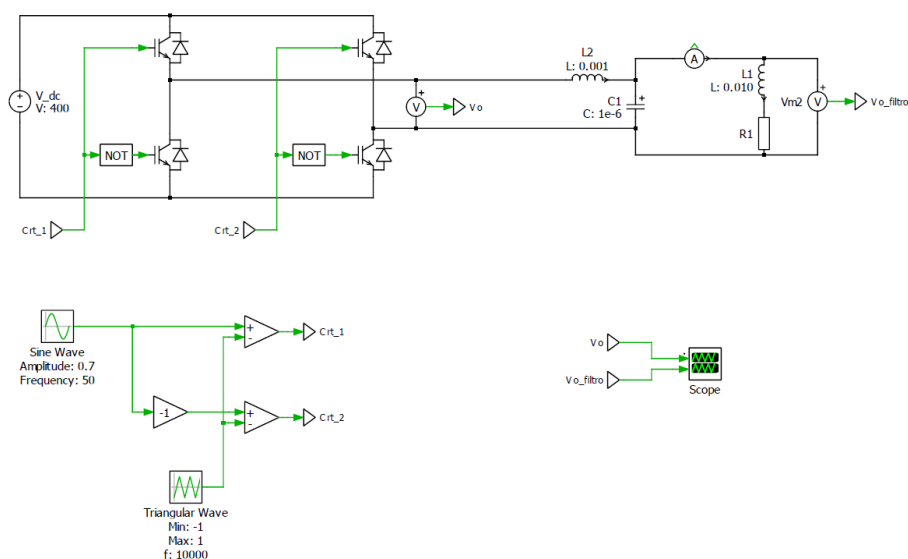 V_dc
V: 400
NOT
NOT
Crt_1
Crt_2
V
Vo
L2
L: 0.001
C1
C: 1e-6
A
L1
L: 0.010
R1
Vm2
V
Vo_filtro
Sine Wave
Amplitude: 0.7
Frequency: 50
-1
Crt_1
Crt_2
Triangular Wave
Min: -1
Max: 1
f: 10000
Vo
Vo_filtro
Scope